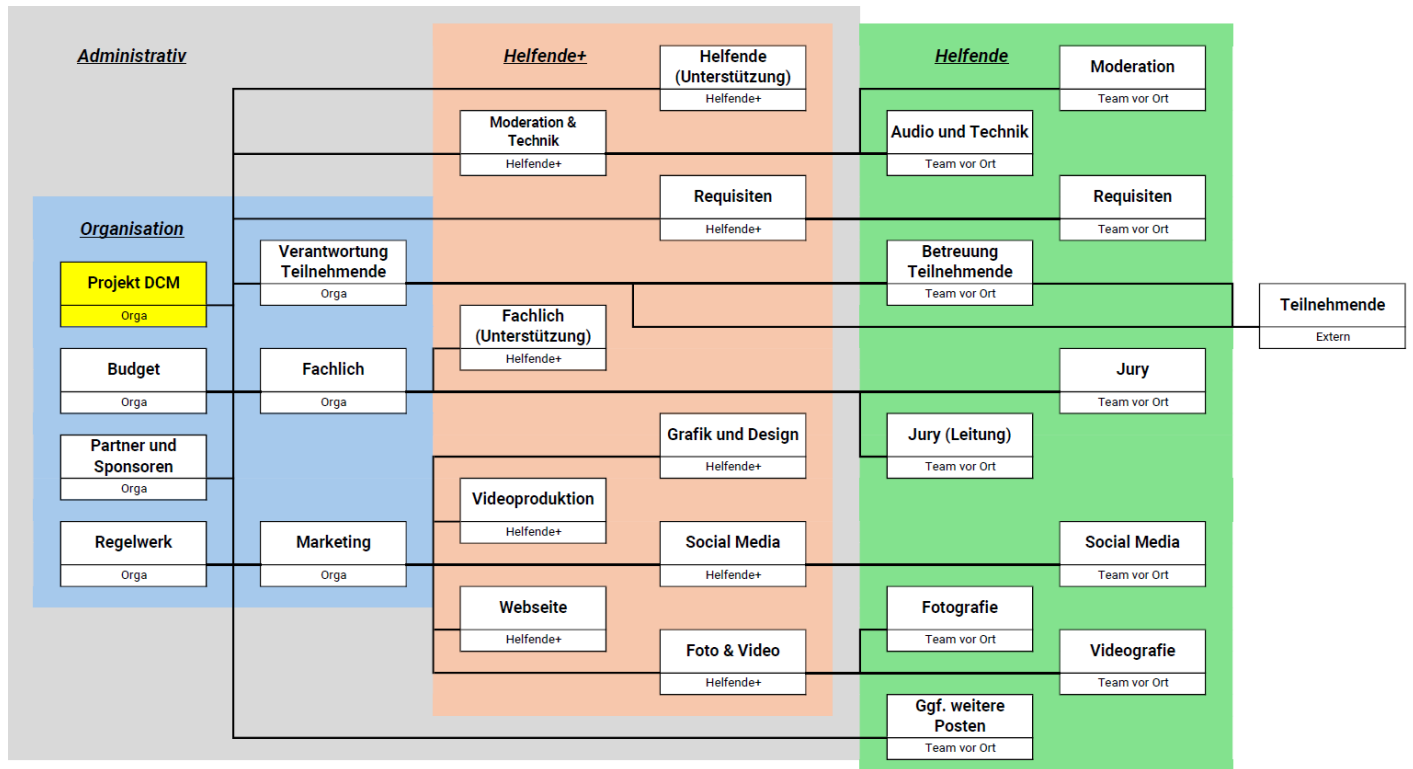 Administrativ
Helfende+
Helfende
Helfende
(Unterstützung)
Helfende+
Moderation
Team vor Ort
Moderation &
Technik
Helfende+
Audio und Technik
Team vor Ort
Requisiten
Helfende+
Requisiten
Team vor Ort
Organisation
Projekt DCM
Orga
Verantwortung
Teilnehmende
Orga
Betreuung
Teilnehmende
Team vor Ort
Teilnehmende
Extern
Fachlich
(Unterstützung)
Helfende+
Budget
Orga
Fachlich
Orga
Jury
Team vor Ort
Partner und
Sponsoren
Orga
Grafik und Design
Helfende+
Jury (Leitung)
Team vor Ort
Videoproduktion
Helfende+
Regelwerk
Orga
Marketing
Orga
Social Media
Helfende+
Social Media
Team vor Ort
Webseite
Helfende+
Fotografie
Team vor Ort
Foto & Video
Helfende+
Videografie
Team vor Ort
Ggf. weitere
Posten
Team vor Ort